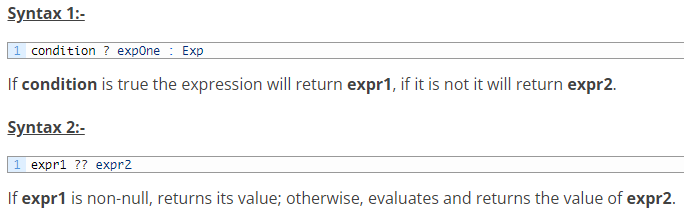 Syntax 1:-
1 condition ? expOne : Exp
If condition is true the expression will return expr1, if it is not it will return expr2.
Syntax 2:-
1 expr1 ?? expr2
If expr1 is non-null, returns its value; otherwise, evaluates and returns the value of expr2.